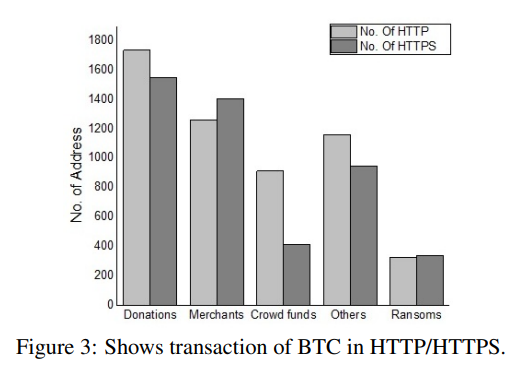 No. Of HTTP
No. Of HTTPS
1800
1600
1400
1200
1000
800
600
400
200
0
No. of Address
Donations Merchants Crowd funds Others Ransoms
Figure 3: Shows transaction of BTC in HTTP/HTTPS.